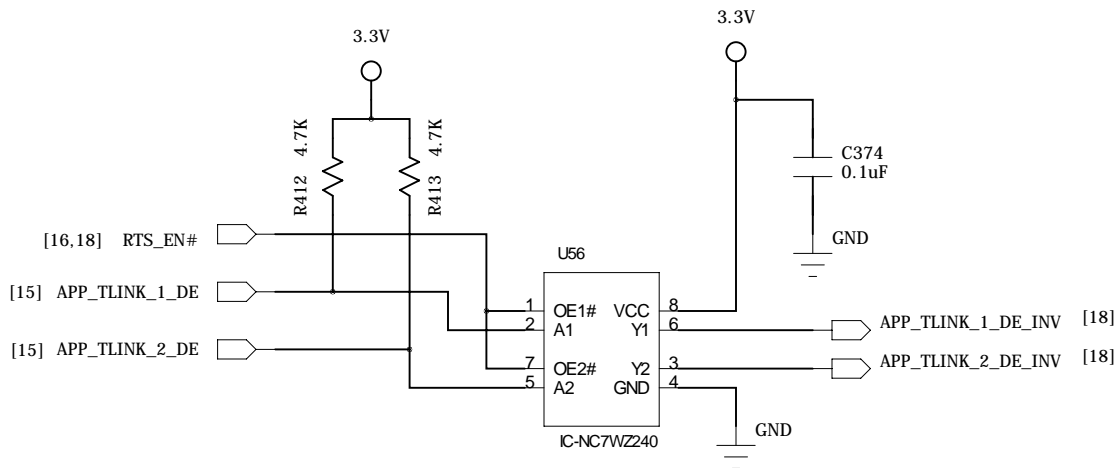 3.3V
3.3V
R412 4.7K
R413 4.7K
C374
0.1uF
[16,18] RTS_EN#
GND
U56
[15] APP_TLINK_1_DE
1 OE1# VCC 8
2 A1 Y1 6
APP_TLINK_1_DE_INV [18]
[15] APP_TLINK_2_DE
7 OE2# Y2 3
APP_TLINK_2_DE_INV [18]
5 A2 GND 4
GND
IC-NC7WZ240